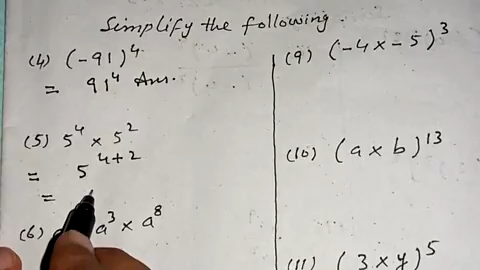 Simplify the following.
(4) (-91)⁴
= 91⁴ Ans.
(5) 5⁴ × 5²
= 5⁴⁺²
=
(6) a³ × a⁸
(9) (-4 × -5)³
(10) (a × b)¹³
(11) (3 × y)⁵